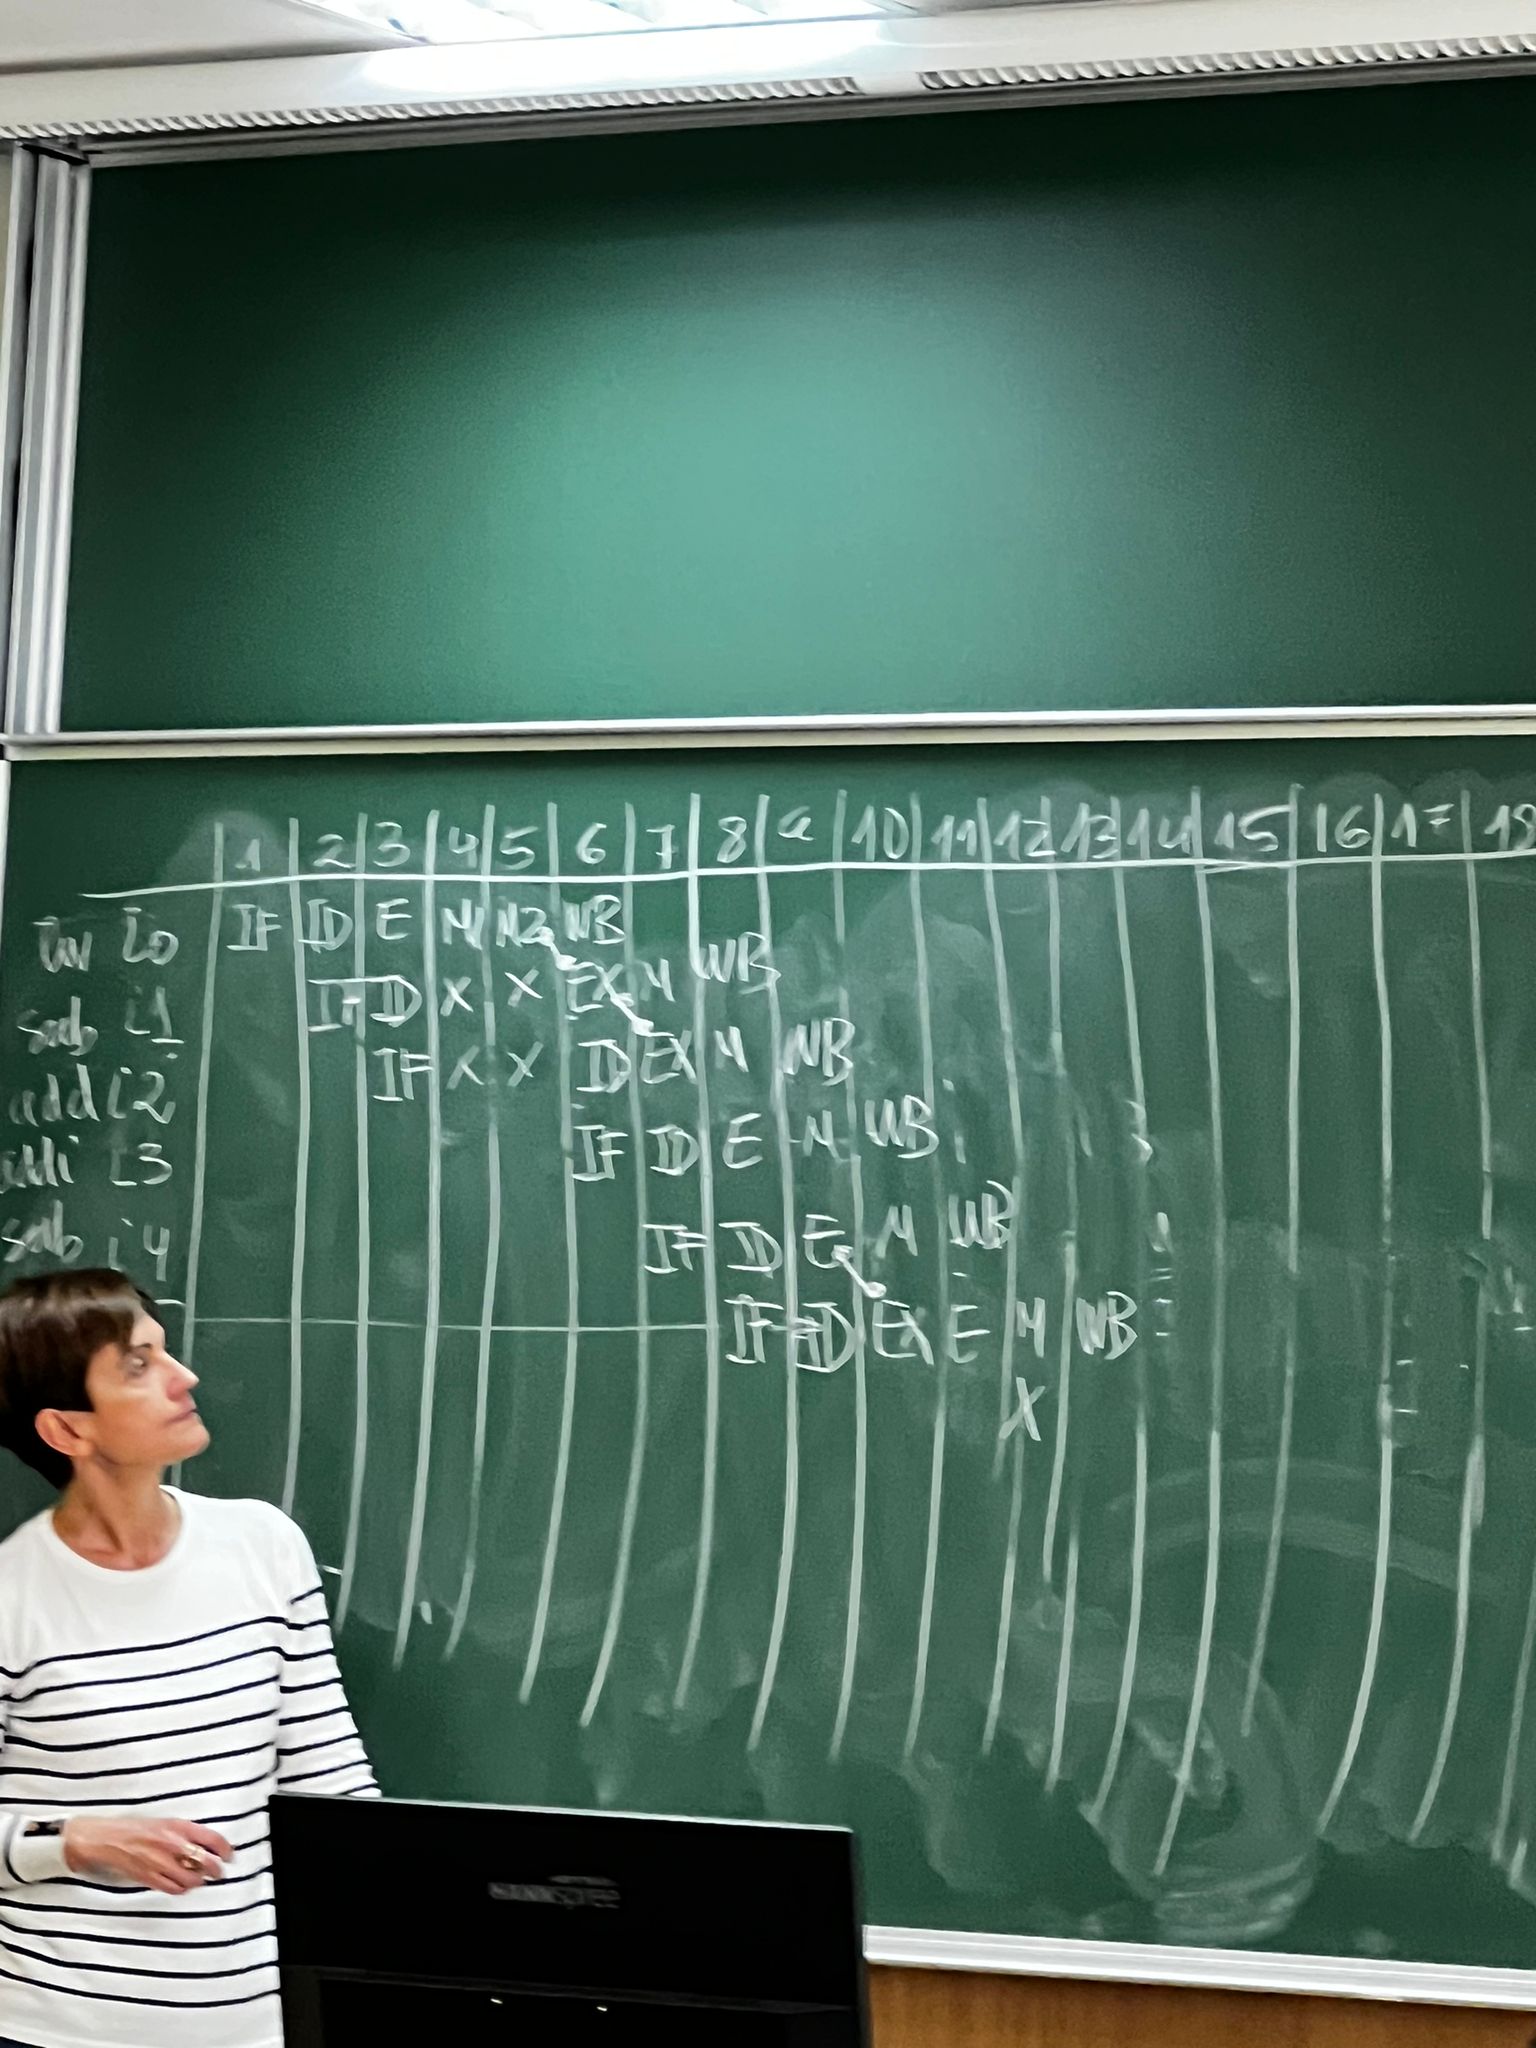 1 2 3 4 5 6 7 8 9 10 11 12 13 14 15 16 17 18
lw i0 IF ID E M1 M2 WB
sub i1 IF ID X X EX M WB
add i2 IF X X ID EX M WB
addi i3 IF ID E M WB
sub i4 IF ID E M WB
IF ID EX E M WB
X
HANNspree